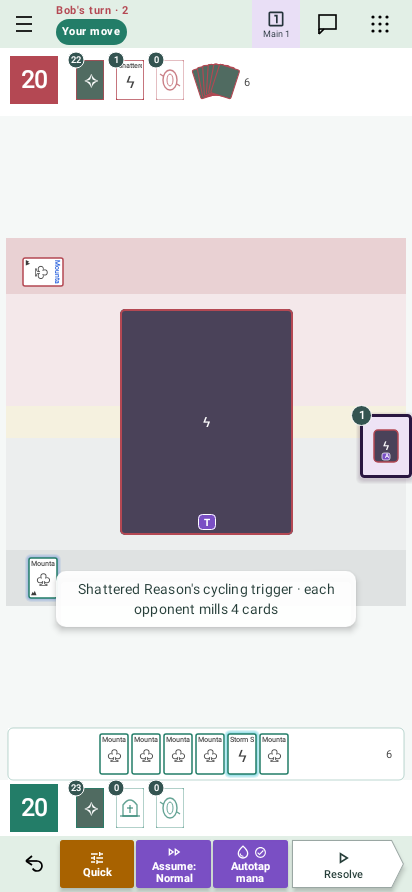 Bob's turn · 2
Your move
1
Main 1
20
22
1
Shattere
0
6
Mounta
1
A
T
Mounta
Shattered Reason's cycling trigger · each
opponent mills 4 cards
Mounta
Mounta
Mounta
Mounta
Storm S
Mounta
6
20
23
0
0
Quick
Assume:
Normal
Autotap
mana
Resolve